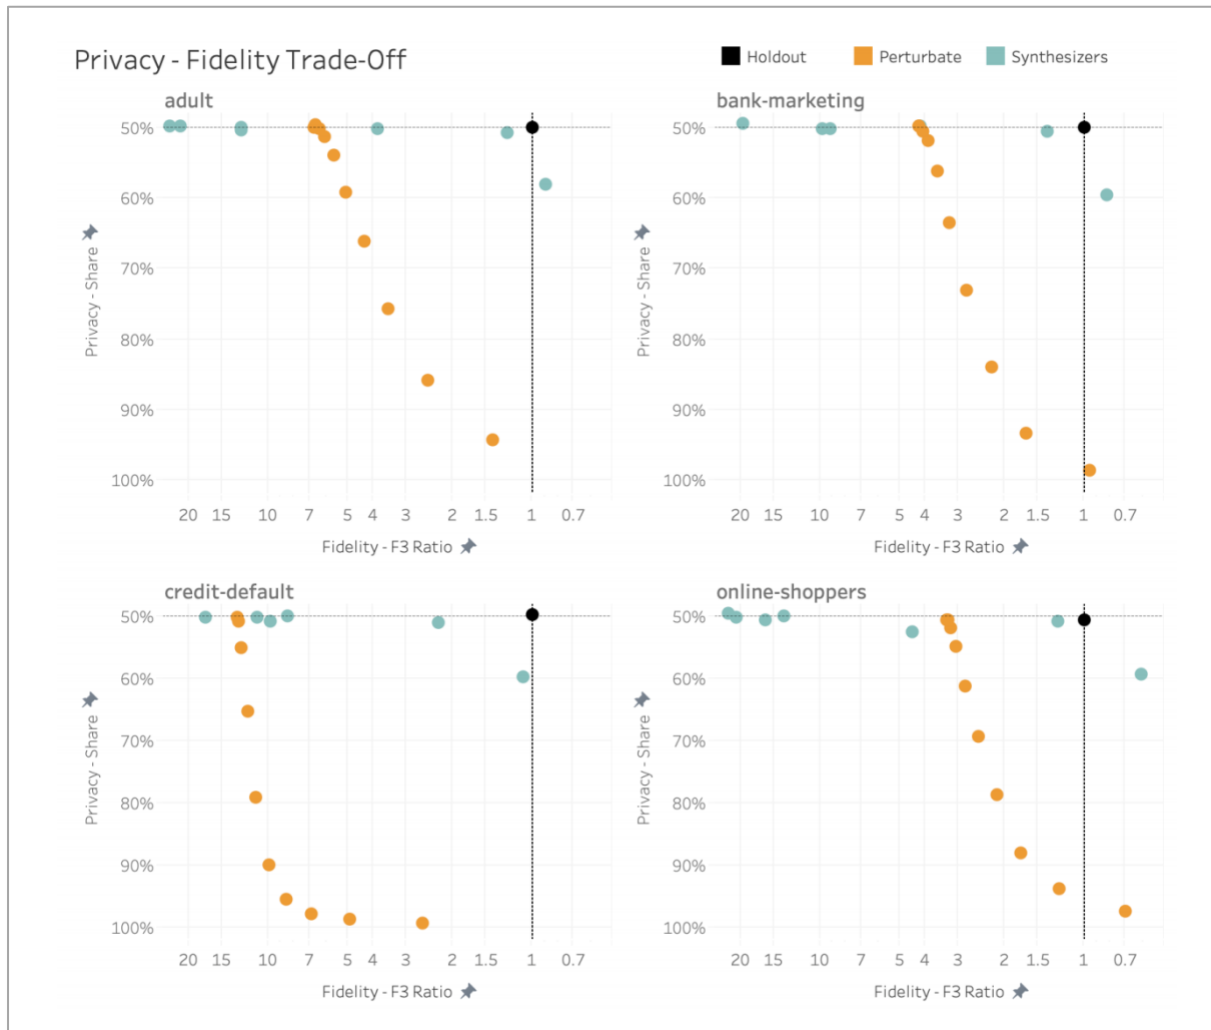 Privacy - Fidelity Trade-Off
Holdout Perturbate Synthesizers
adult
50%
60%
70%
80%
90%
100%
Privacy - Share
20 15 10 7 5 4 3 2 1.5 1 0.7
Fidelity - F3 Ratio
bank-marketing
50%
60%
70%
80%
90%
100%
Privacy - Share
20 15 10 7 5 4 3 2 1.5 1 0.7
Fidelity - F3 Ratio
credit-default
50%
60%
70%
80%
90%
100%
Privacy - Share
20 15 10 7 5 4 3 2 1.5 1 0.7
Fidelity - F3 Ratio
online-shoppers
50%
60%
70%
80%
90%
100%
Privacy - Share
20 15 10 7 5 4 3 2 1.5 1 0.7
Fidelity - F3 Ratio